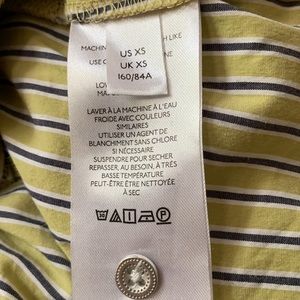 MACHIN
US XS
UK XS
160/84A
H LIKE
USE O
LO
LAVER À LA MACHINE À L'EAU
FROIDE AVEC COULEURS
SIMILAIRES
UTILISER UN AGENT DE
BLANCHIMENT SANS CHLORE
SI NÉCESSAIRE
SUSPENDRE POUR SÉCHER
REPASSER, AU BESOIN, À TRÈS
BASSE TEMPÉRATURE
PEUT-ÊTRE ÊTRE NETTOYÉE
À SEC